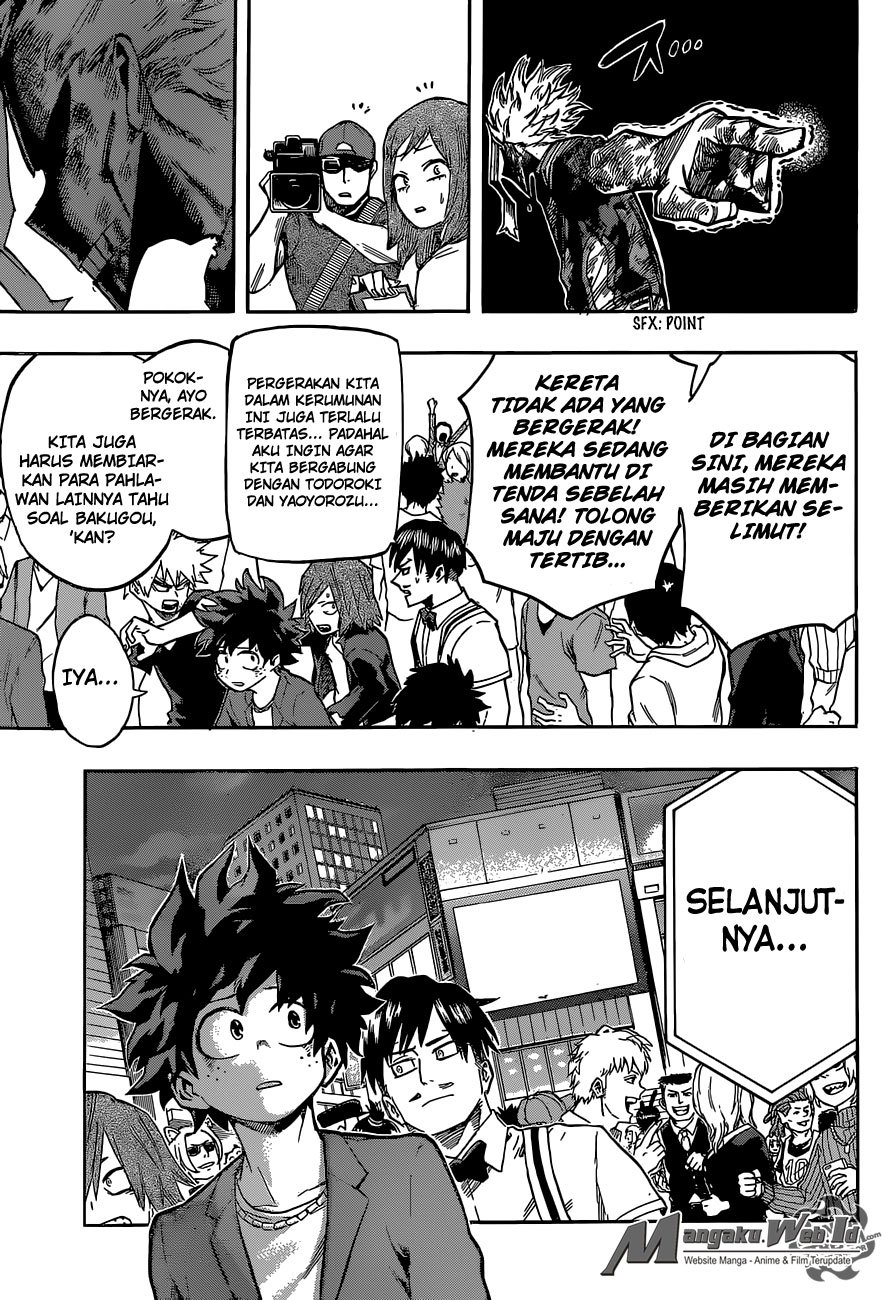 ス。。。
SFX: POINT
DI BAGIAN
SINI, MEREKA
MASIH MEM-
BERIKAN SE-
LIMUT!
KERETA
TIDAK ADA YANG
BERGERAK!
MEREKA SEDANG
MEMBANTU DI
TENDA SEBELAH
SANA! TOLONG
MAJU DENGAN
TERTIB...
PERGERAKAN KITA
DALAM KERUMUNAN
INI JUGA TERLALU
TERBATAS... PADAHAL
AKU INGIN AGAR
KITA BERGABUNG
DENGAN TODOROKI
DAN YAOYOROZU...
POKOK-
NYA, AYO
BERGERAK.
KITA JUGA
HARUS MEMBIAR-
KAN PARA PAHLA-
WAN LAINNYA TAHU
SOAL BAKUGOU,
'KAN?
IYA...
SELANJUT-
NYA...
10
Mangaku.Web.Id
Website Manga - Anime & Film Terupdate